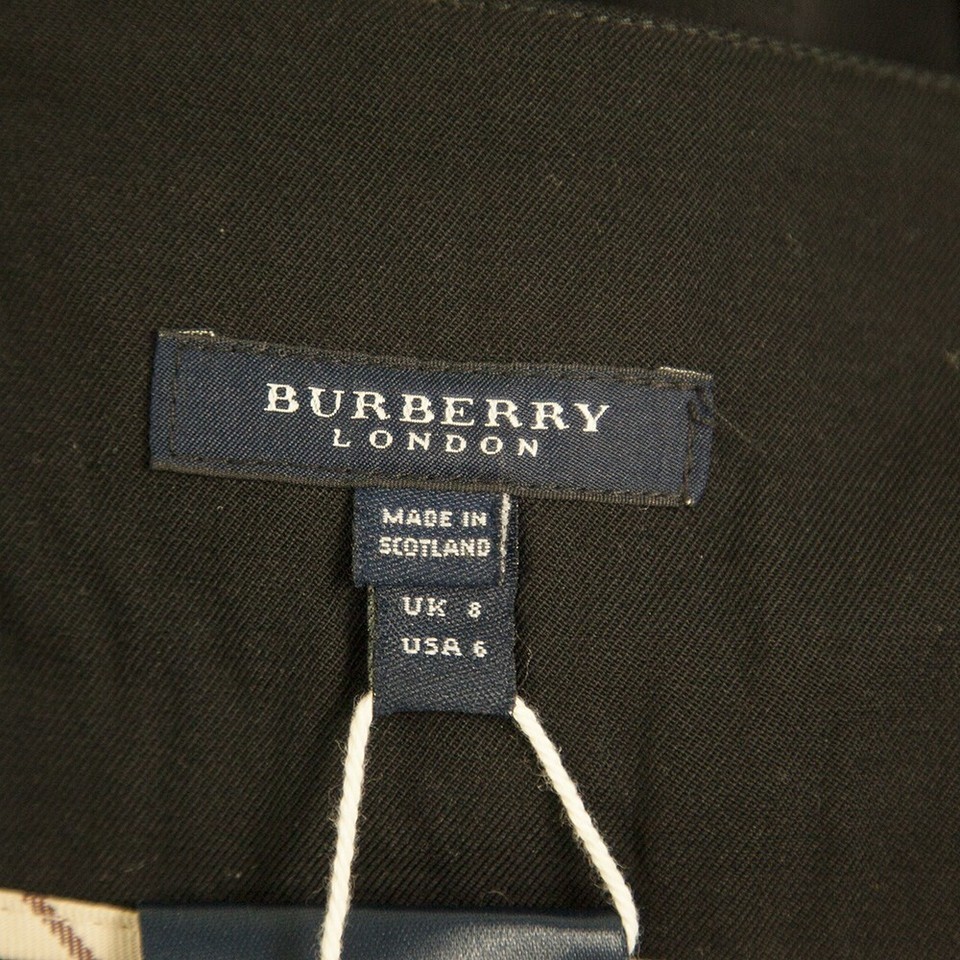 BURBERRY
LONDON
MADE IN
SCOTLAND
UK 8
USA 6